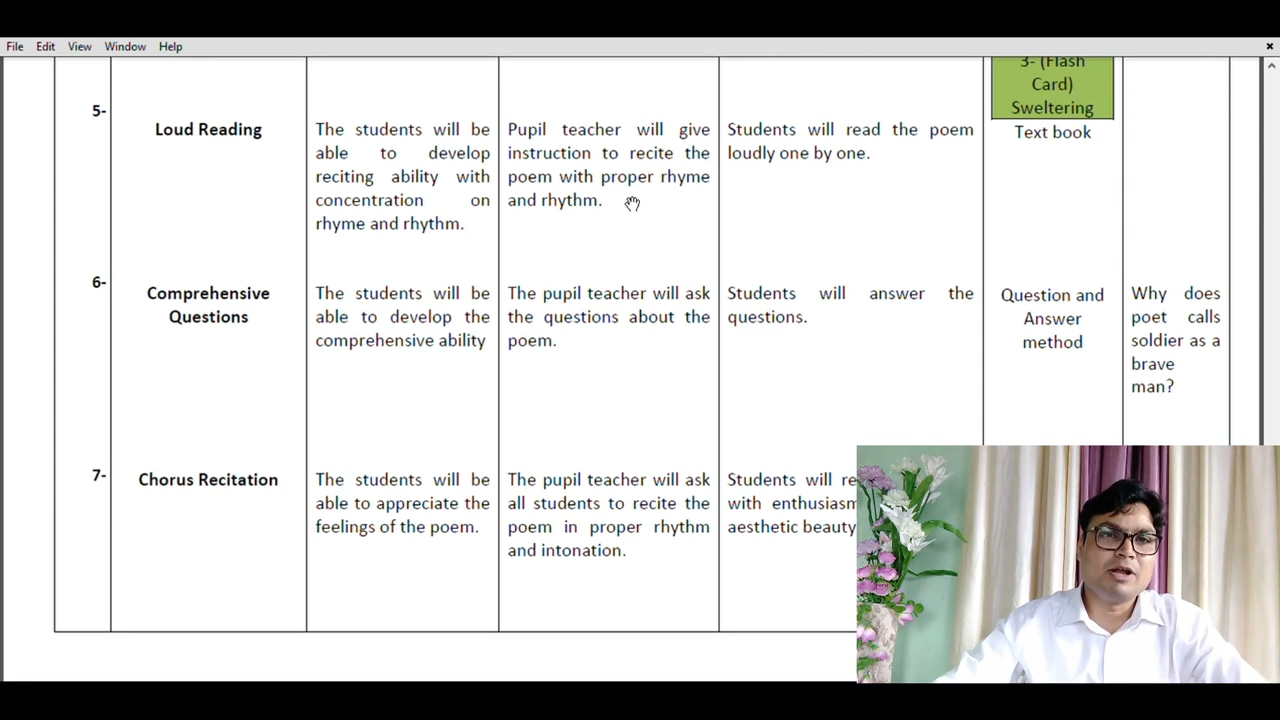 File Edit View Window Help
3- (Flash
Card)
Sweltering
Text book
5-
Loud Reading
The students will be
able to develop
reciting ability with
concentration on
rhyme and rhythm.
Pupil teacher will give
instruction to recite the
poem with proper rhyme
and rhythm.
Students will read the poem
loudly one by one.
6-
Comprehensive
Questions
The students will be
able to develop the
comprehensive ability
The pupil teacher will ask
the questions about the
poem.
Students will answer the
questions.
Question and
Answer
method
Why does
poet calls
soldier as a
brave
man?
7-
Chorus Recitation
The students will be
able to appreciate the
feelings of the poem.
The pupil teacher will ask
all students to recite the
poem in proper rhythm
and intonation.
Students will
with
aesthetic beauty